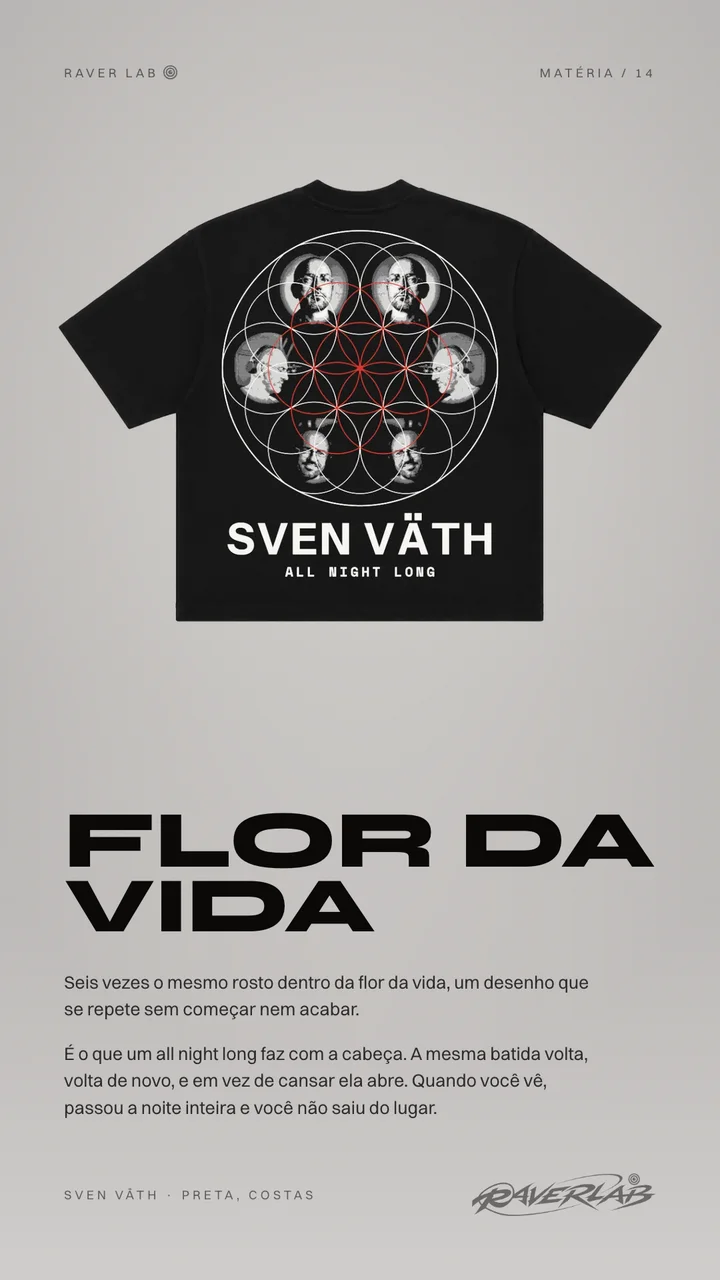 RAVER LAB
MATÉRIA / 14
SVEN VÄTH
ALL NIGHT LONG
FLOR DA
VIDA
Seis vezes o mesmo rosto dentro da flor da vida, um desenho que
se repete sem começar nem acabar.
É o que um all night long faz com a cabeça. A mesma batida volta,
volta de novo, e em vez de cansar ela abre. Quando você vê,
passou a noite inteira e você não saiu do lugar.
SVEN VÄTH · PRETA, COSTAS
RAVERLAB